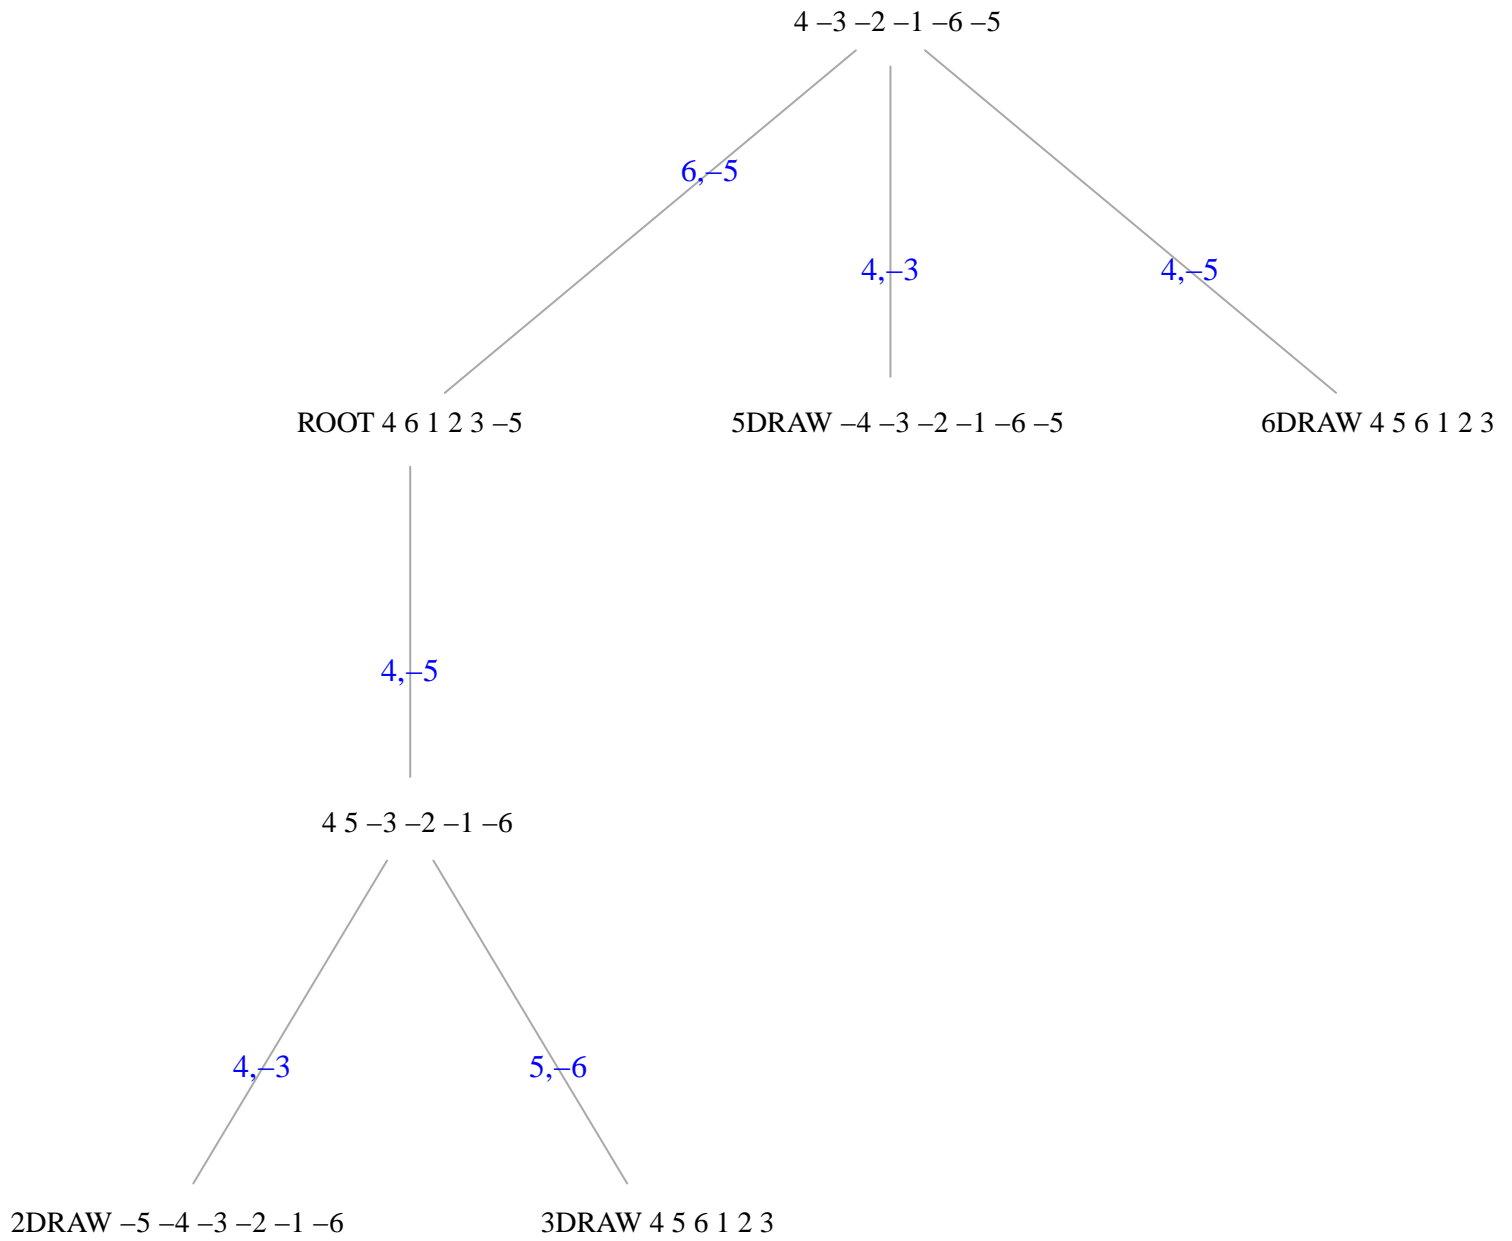 4 –3 –2 –1 –6 –5
6,–5
4,–3
4,–5
ROOT 4 6 1 2 3 –5
5DRAW –4 –3 –2 –1 –6 –5
6DRAW 4 5 6 1 2 3
4,–5
4 5 –3 –2 –1 –6
4,–3
5,–6
2DRAW –5 –4 –3 –2 –1 –6
3DRAW 4 5 6 1 2 3